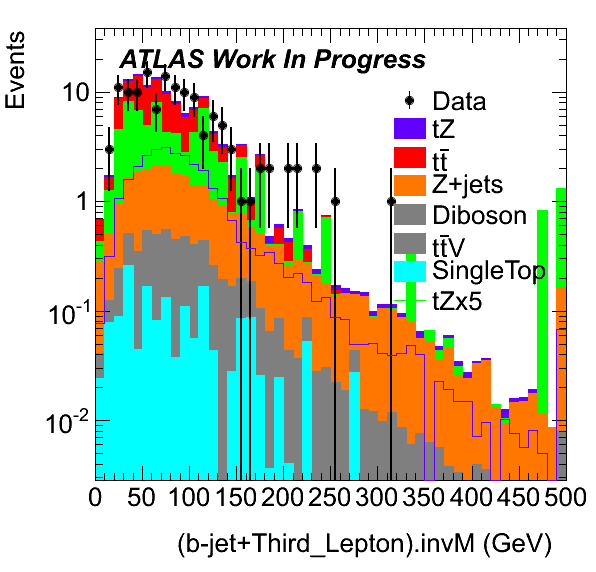 Events
ATLAS Work In Progress
Data
tZ
tt̄
Z+jets
Diboson
tt̄V
SingleTop
tZx5
10
1
10⁻¹
10⁻²
0 50 100 150 200 250 300 350 400 450 500
(b-jet+Third_Lepton).invM (GeV)